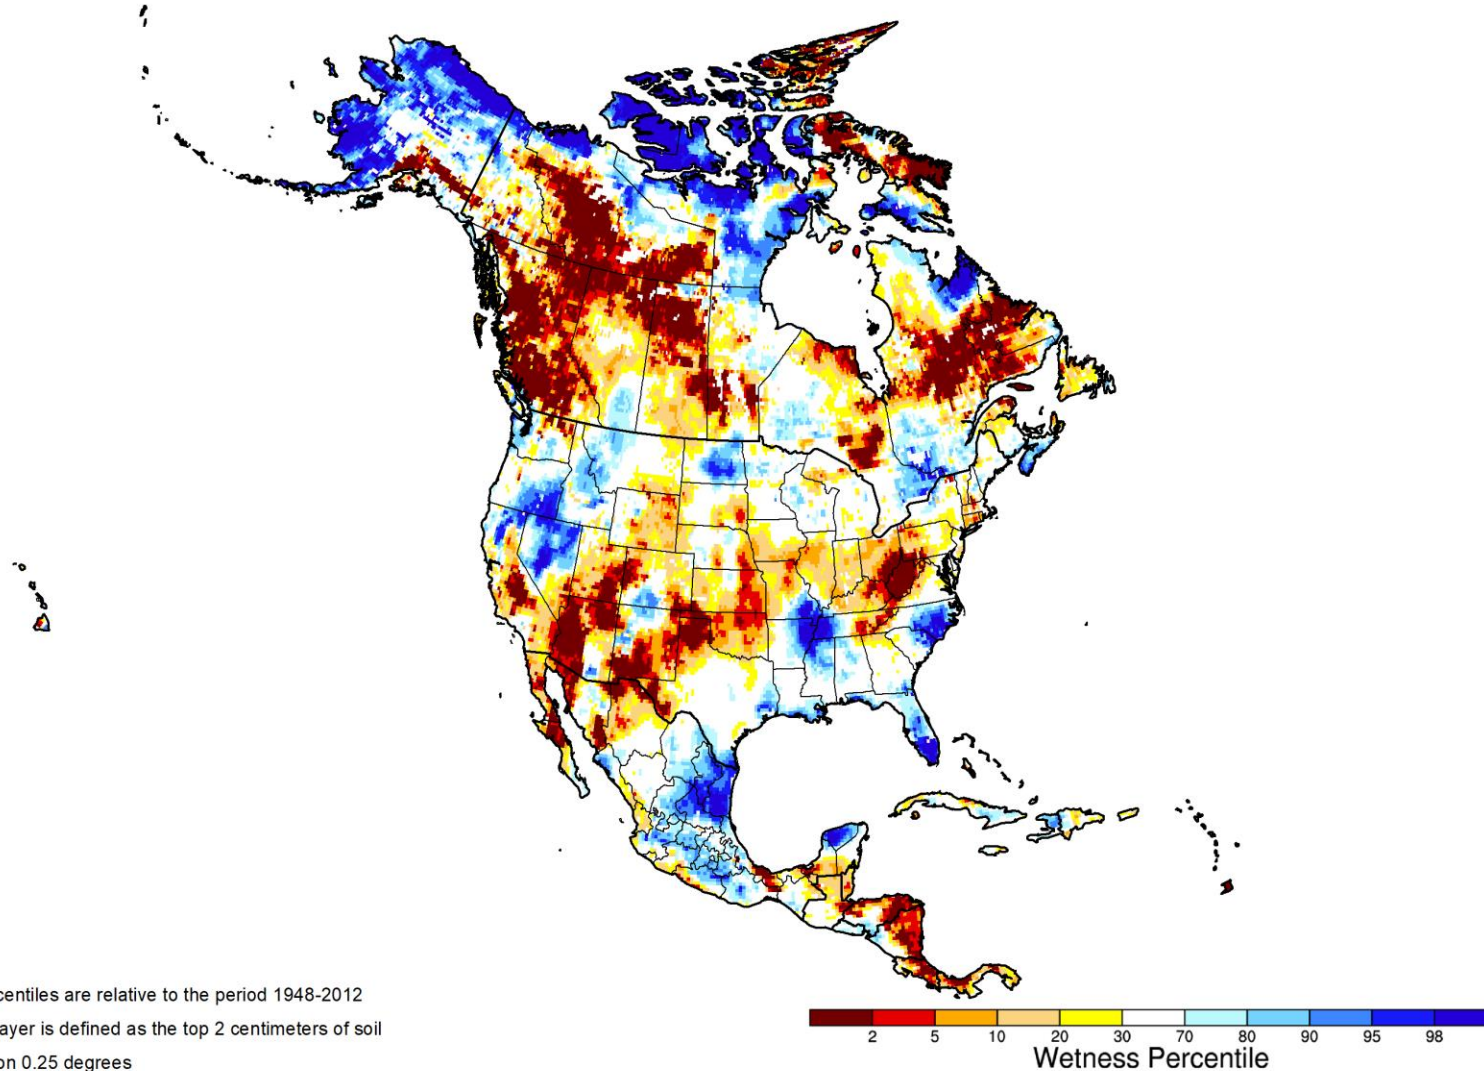 centiles are relative to the period 1948-2012
ayer is defined as the top 2 centimeters of soil
on 0.25 degrees
2 5 10 20 30 70 80 90 95 98
Wetness Percentile